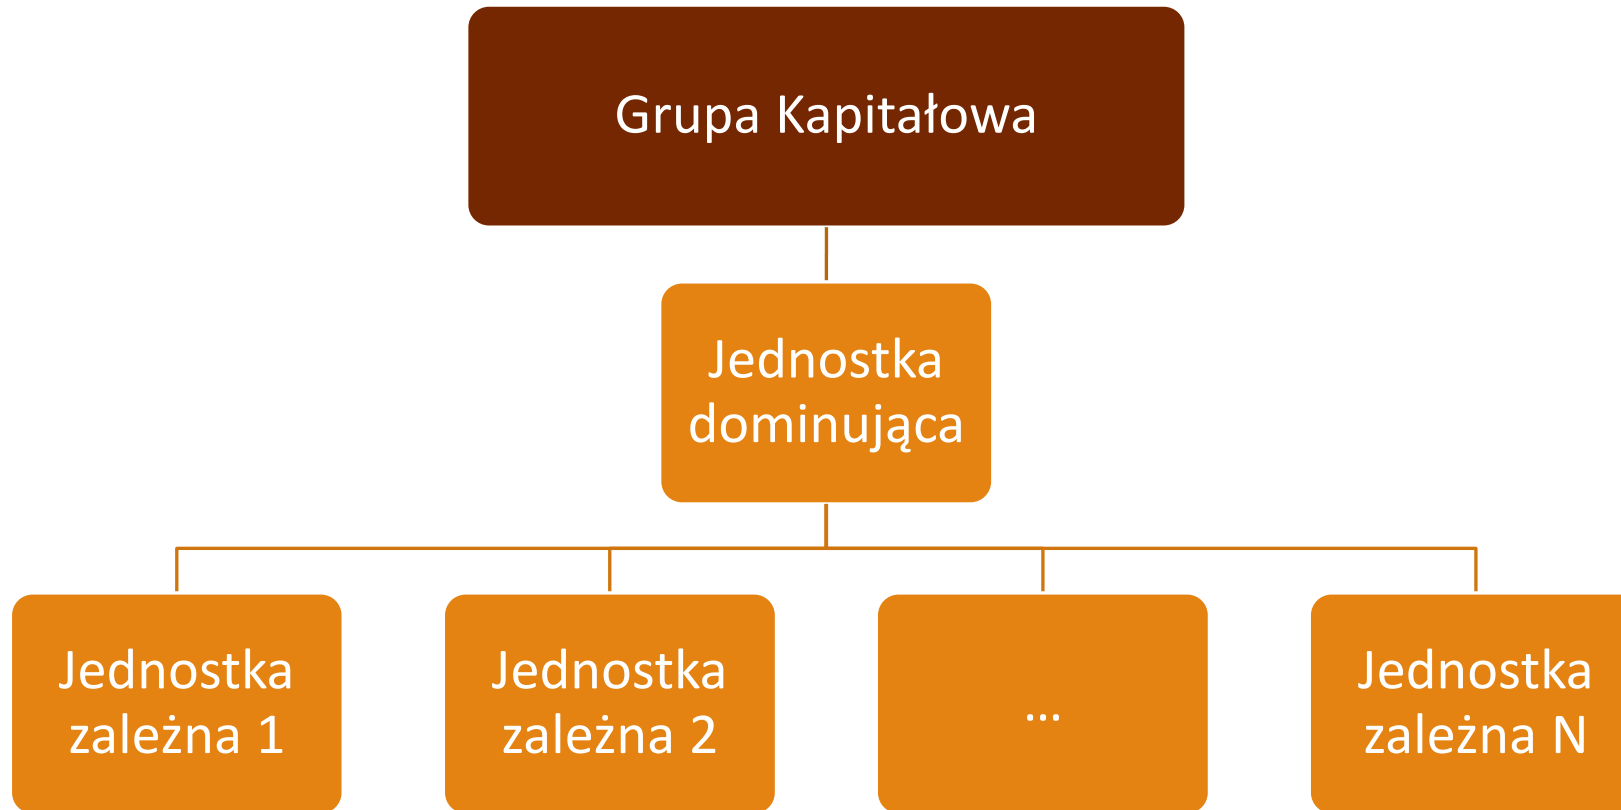 Grupa Kapitałowa
Jednostka
dominująca
Jednostka
zależna 1
Jednostka
zależna 2
...
Jednostka
zależna N